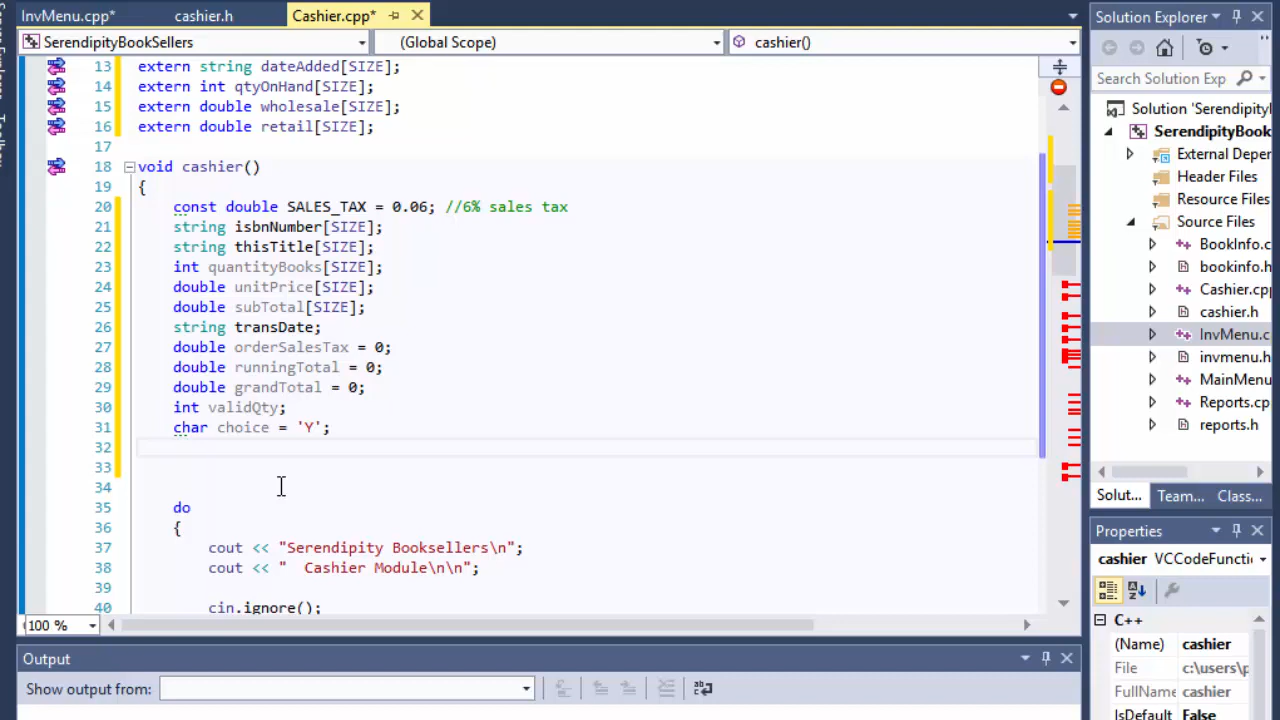 InvMenu.cpp*
cashier.h
Cashier.cpp*
SerendipityBookSellers
(Global Scope)
cashier()
13 extern string dateAdded[SIZE];
14 extern int qtyOnHand[SIZE];
15 extern double wholesale[SIZE];
16 extern double retail[SIZE];
17
18 void cashier()
19 {
20 const double SALES_TAX = 0.06; //6% sales tax
21 string isbnNumber[SIZE];
22 string thisTitle[SIZE];
23 int quantityBooks[SIZE];
24 double unitPrice[SIZE];
25 double subTotal[SIZE];
26 string transDate;
27 double orderSalesTax = 0;
28 double runningTotal = 0;
29 double grandTotal = 0;
30 int validQty;
31 char choice = 'Y';
32
33
34
35 do
36 {
37 cout << "Serendipity Booksellers\n";
38 cout << "  Cashier Module\n\n";
39
40 cin.ignore();
100 %
Output
Show output from:
Solution Explorer
Search Solution Exp
Solution 'Serendipity
SerendipityBook
External Deper
Header Files
Resource Files
Source Files
BookInfo.c
bookinfo.h
Cashier.cpp
cashier.h
InvMenu.c
invmenu.h
MainMenu
Reports.cp
reports.h
Solut...
Team...
Class...
Properties
cashier VCCodeFunctic
C++
(Name) cashier
File c:\users\p
FullName cashier
IsDefault False